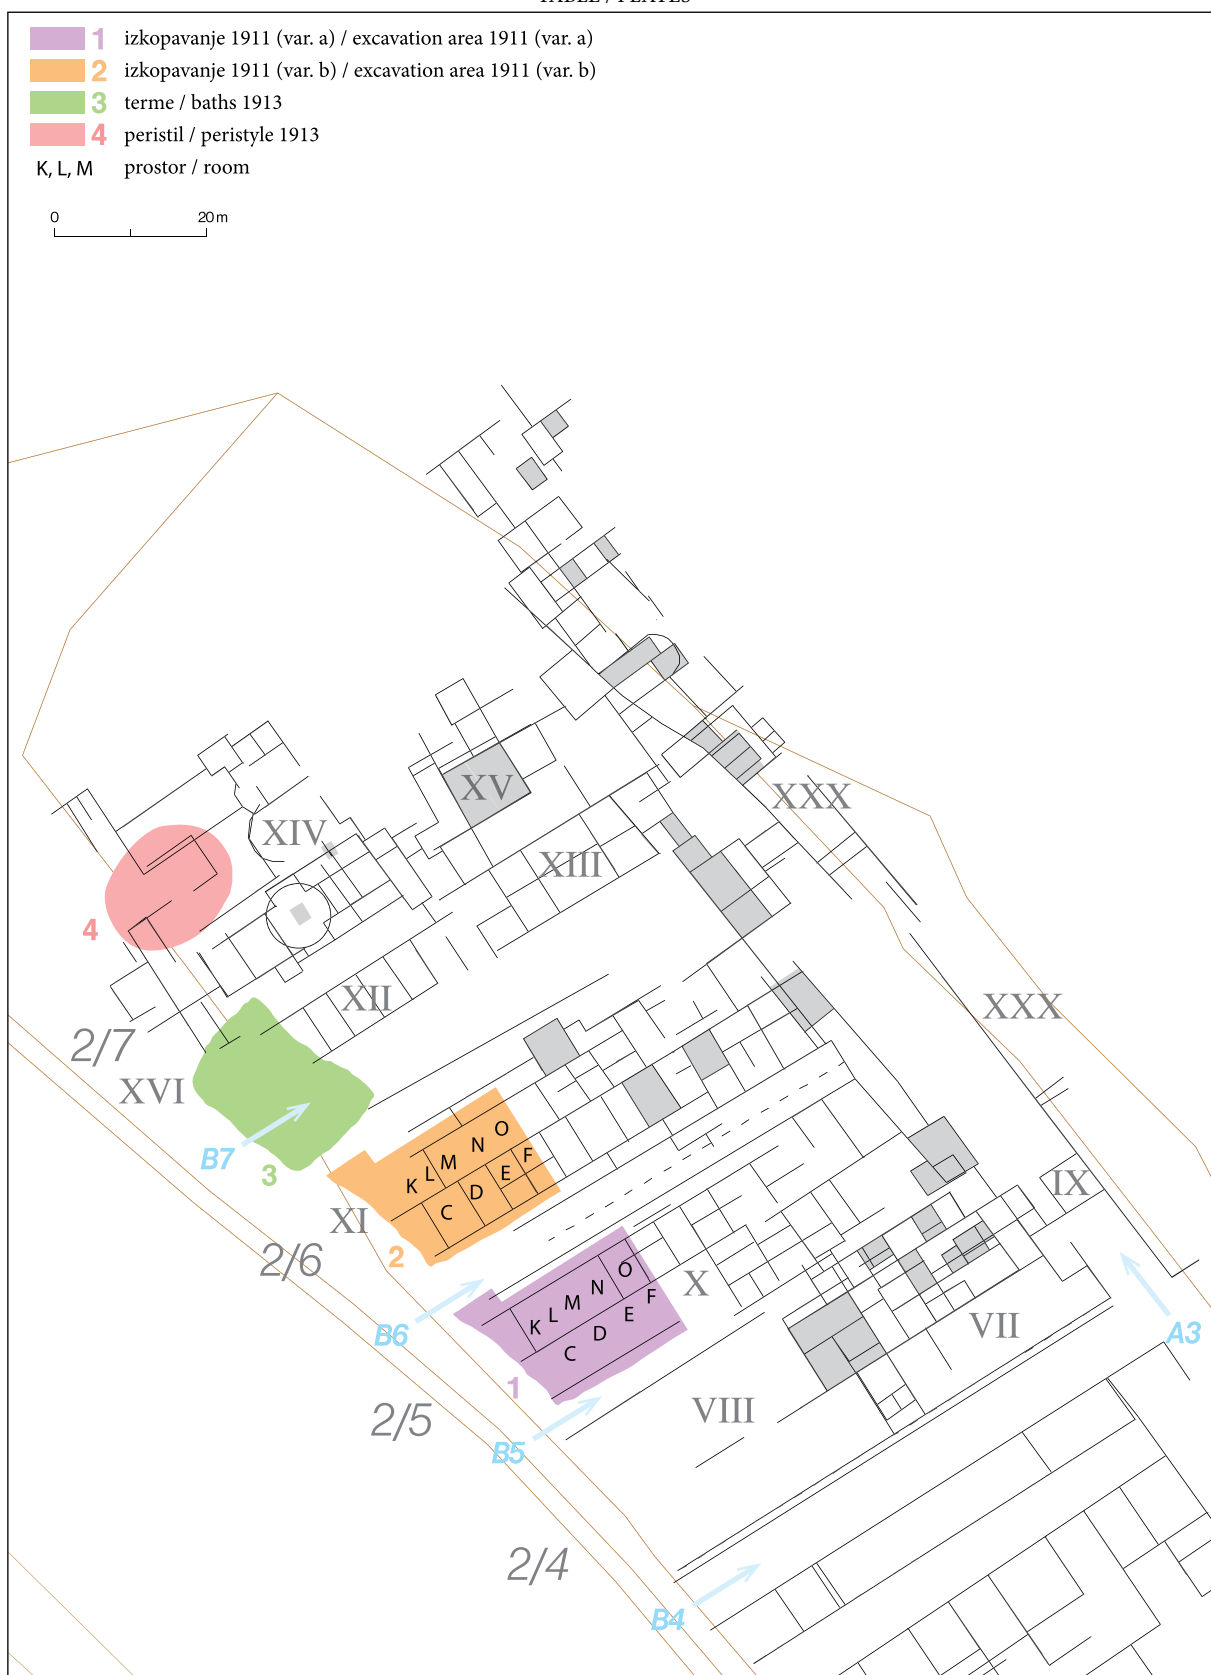 TABLE / PLATES
1 izkopavanje 1911 (var. a) / excavation area 1911 (var. a)
2 izkopavanje 1911 (var. b) / excavation area 1911 (var. b)
3 terme / baths 1913
4 peristil / peristyle 1913
K, L, M prostor / room
0 20 m
XV
XXX
XIV
XIII
4
XII
XXX
2/7
XVI
B7
3
K L M N O
C D E F
XI
2
2/6
IX
X
K L M N O
C D E F
B6
VII
A3
1
2/5
VIII
B5
2/4
B4